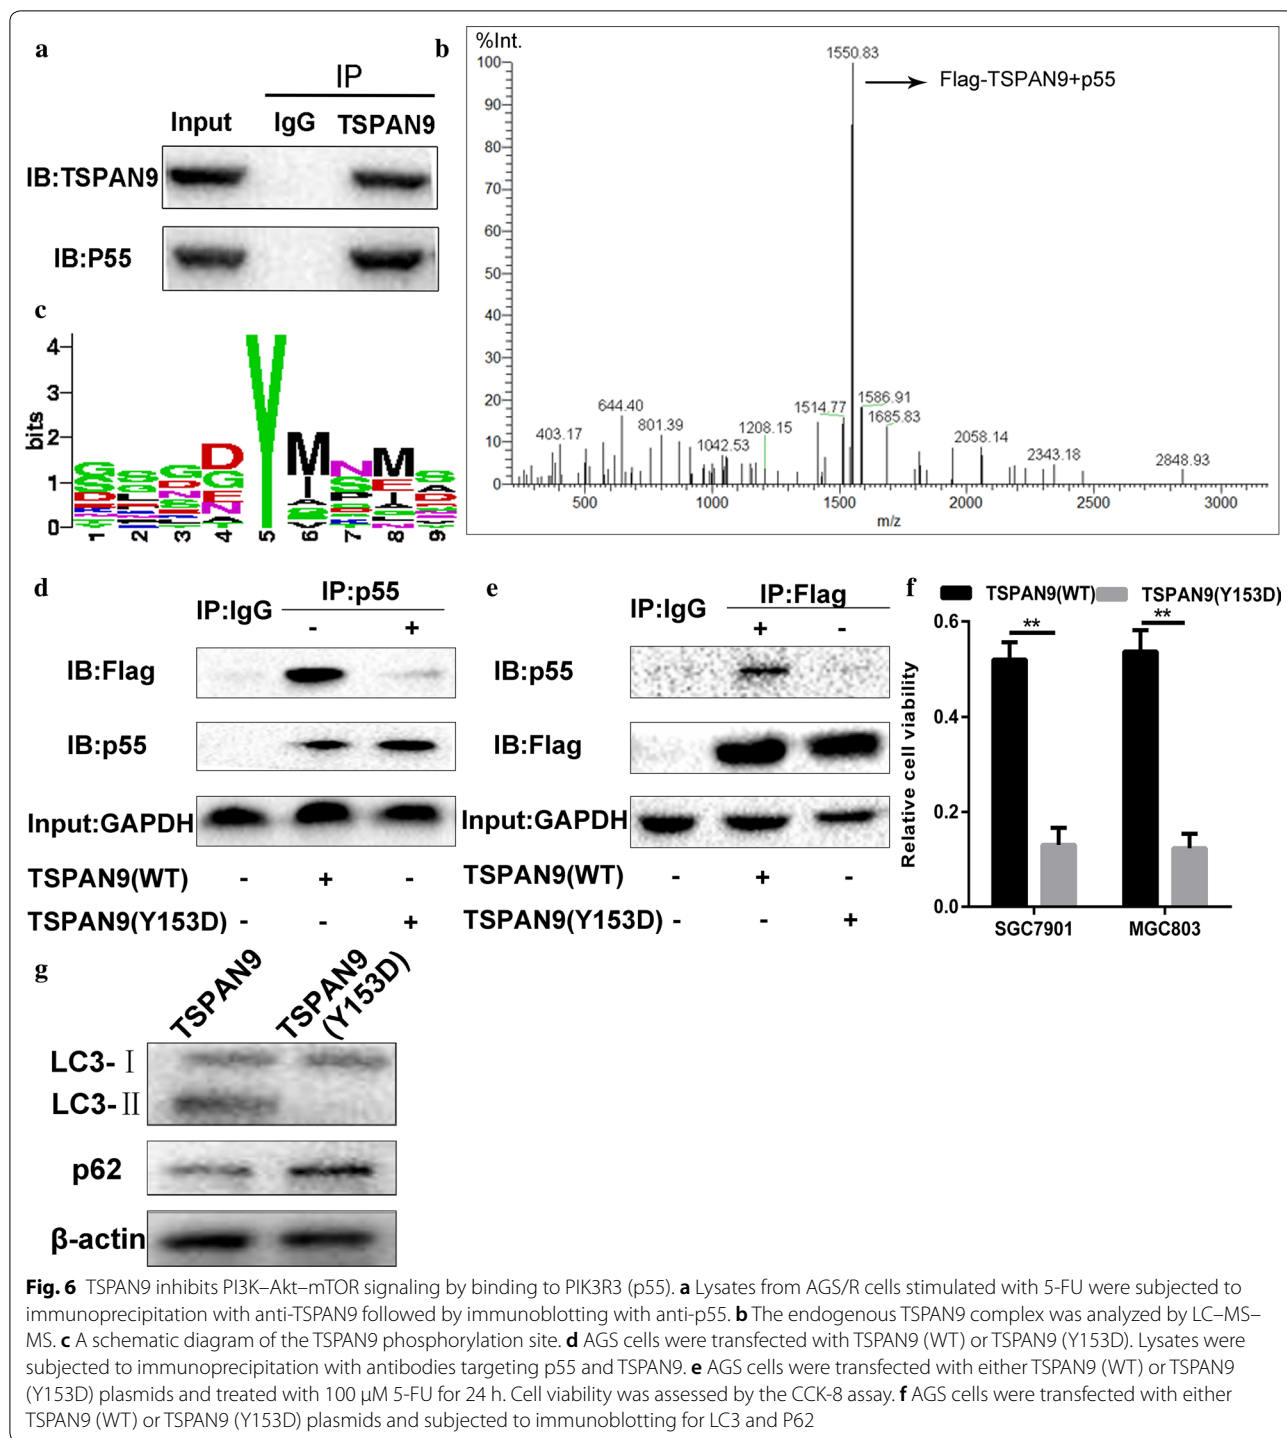 a
IP
Input IgG TSPAN9
IB:TSPAN9
IB:P55
b
%Int.
1550.83
Flag-TSPAN9+p55
100
90
80
70
60
50
40
30
20
10
0
403.17
644.40
801.39
1042.53
1208.15
1514.77
1586.91
1685.83
2058.14
2343.18
2848.93
500 1000 1500 2000 2500 3000
m/z
c
bits
4
3
2
1
0
1 2 3 4 5 6 7 8 9
d
IP:IgG IP:p55
- +
IB:Flag
IB:p55
Input:GAPDH
TSPAN9(WT) - + -
TSPAN9(Y153D) - - +
e
IP:IgG IP:Flag
+ -
IB:p55
IB:Flag
Input:GAPDH
TSPAN9(WT) - + -
TSPAN9(Y153D) - - +
f
TSPAN9(WT) TSPAN9(Y153D)
** **
Relative cell viability
0.6
0.4
0.2
0.0
SGC7901 MGC803
g
TSPAN9
TSPAN9
(Y153D)
LC3-Ⅰ
LC3-Ⅱ
p62
β-actin
Fig. 6 TSPAN9 inhibits PI3K–Akt–mTOR signaling by binding to PIK3R3 (p55). a Lysates from AGS/R cells stimulated with 5-FU were subjected to
immunoprecipitation with anti-TSPAN9 followed by immunoblotting with anti-p55. b The endogenous TSPAN9 complex was analyzed by LC–MS–
MS. c A schematic diagram of the TSPAN9 phosphorylation site. d AGS cells were transfected with TSPAN9 (WT) or TSPAN9 (Y153D). Lysates were
subjected to immunoprecipitation with antibodies targeting p55 and TSPAN9. e AGS cells were transfected with either TSPAN9 (WT) or TSPAN9
(Y153D) plasmids and treated with 100 μM 5-FU for 24 h. Cell viability was assessed by the CCK-8 assay. f AGS cells were transfected with either
TSPAN9 (WT) or TSPAN9 (Y153D) plasmids and subjected to immunoblotting for LC3 and P62